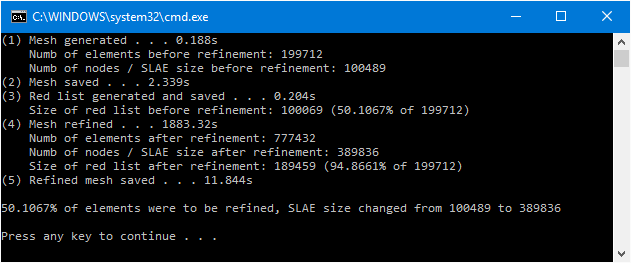 C:\WINDOWS\system32\cmd.exe
(1) Mesh generated . . . 0.188s
    Numb of elements before refinement: 199712
    Numb of nodes / SLAE size before refinement: 100489
(2) Mesh saved . . . 2.339s
(3) Red list generated and saved . . . 0.204s
    Size of red list before refinement: 100069 (50.1067% of 199712)
(4) Mesh refined . . . 1883.32s
    Numb of elements after refinement: 777432
    Numb of nodes / SLAE size after refinement: 389836
    Size of red list after refinement: 189459 (94.8661% of 199712)
(5) Refined mesh saved . . . 11.844s
50.1067% of elements were to be refined, SLAE size changed from 100489 to 389836
Press any key to continue . . .